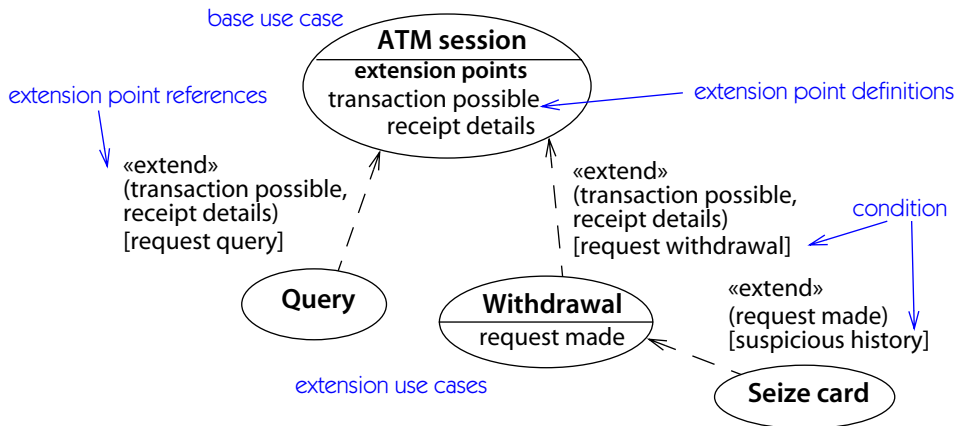 base use case
ATM session
extension points
transaction possible
receipt details
extension point references
extension point definitions
«extend»
(transaction possible,
receipt details)
[request query]
«extend»
(transaction possible,
receipt details)
[request withdrawal]
condition
Query
Withdrawal
request made
«extend»
(request made)
[suspicious history]
extension use cases
Seize card